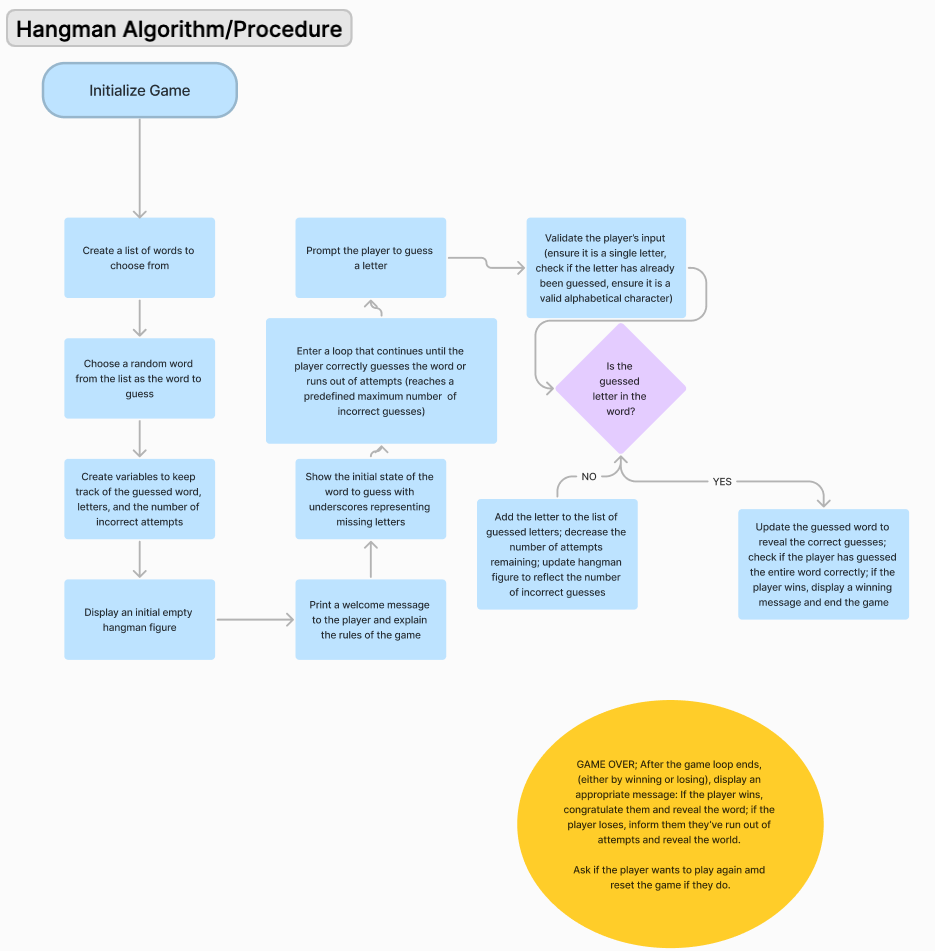 Hangman Algorithm/Procedure
Initialize Game
Create a list of words to
choose from
Choose a random word
from the list as the word to
guess
Create variables to keep
track of the guessed word,
letters, and the number of
incorrect attempts
Display an initial empty
hangman figure
Print a welcome message
to the player and explain
the rules of the game
Show the initial state of the
word to guess with
underscores representing
missing letters
Enter a loop that continues until the
player correctly guesses the word or
runs out of attempts (reaches a
predefined maximum number of
incorrect guesses)
Prompt the player to guess
a letter
Validate the player's input
(ensure it is a single letter,
check if the letter has already
been guessed, ensure it is a
valid alphabetical character)
Is the
guessed
letter in the
word?
NO
Add the letter to the list of
guessed letters; decrease the
number of attempts
remaining; update hangman
figure to reflect the number
of incorrect guesses
YES
Update the guessed word to
reveal the correct guesses;
check if the player has guessed
the entire word correctly; if the
player wins, display a winning
message and end the game
GAME OVER; After the game loop ends,
(either by winning or losing), display an
appropriate message: If the player wins,
congratulate them and reveal the word; if the
player loses, inform them they've run out of
attempts and reveal the world.
Ask if the player wants to play again amd
reset the game if they do.